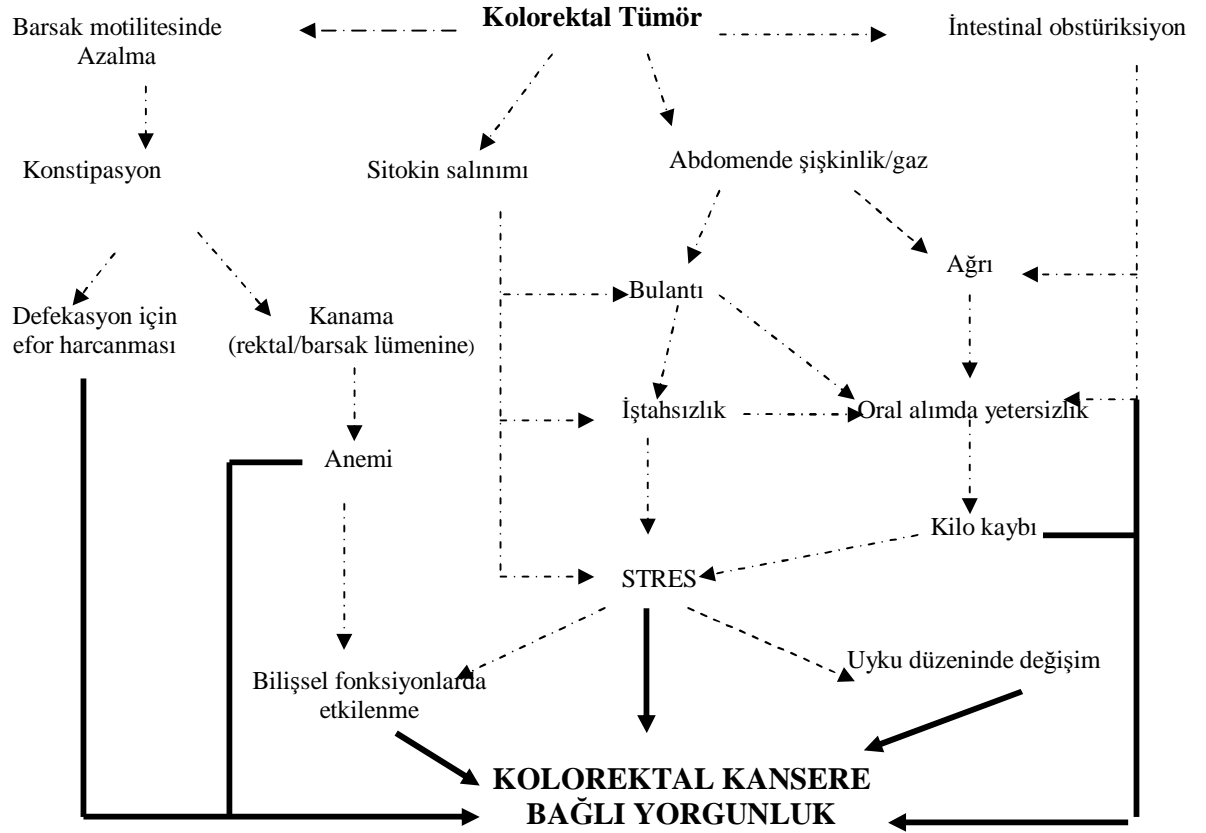 Kolorektal Tümör
Barsak motilitesinde
Azalma
İntestinal obstüriksiyon
Konstipasyon
Sitokin salınımı
Abdomende şişkinlik/gaz
Ağrı
Bulantı
Defekasyon için
efor harcanması
Kanama
(rektal/barsak lümenine)
İştahsızlık
Oral alımda yetersizlik
Anemi
Kilo kaybı
STRES
Uyku düzeninde değişim
Bilişsel fonksiyonlarda
etkilenme
KOLOREKTAL KANSERE
BAĞLI YORGUNLUK